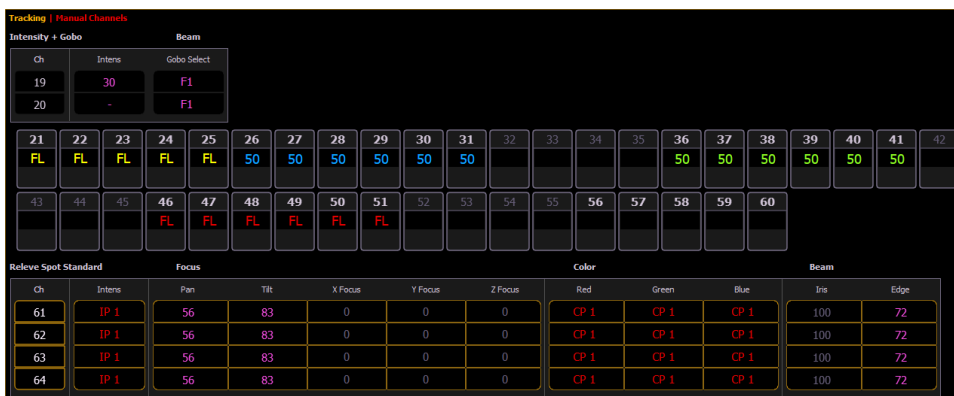 Tracking | Manual Channels
Intensity + Gobo Beam
Ch Intens Gobo Select
19 30 F1
20 - F1
21 22 23 24 25 26 27 28 29 30 31 32 33 34 35 36 37 38 39 40 41 42
FL FL FL FL FL 50 50 50 50 50 50 50 50 50 50 50 50
43 44 45 46 47 48 49 50 51 52 53 54 55 56 57 58 59 60
FL FL FL FL FL FL
Releve Spot Standard Focus Color Beam
Ch Intens Pan Tilt X Focus Y Focus Z Focus Red Green Blue Iris Edge
61 IP 1 56 83 0 0 0 CP 1 CP 1 CP 1 100 72
62 IP 1 56 83 0 0 0 CP 1 CP 1 CP 1 100 72
63 IP 1 56 83 0 0 0 CP 1 CP 1 CP 1 100 72
64 IP 1 56 83 0 0 0 CP 1 CP 1 CP 1 100 72